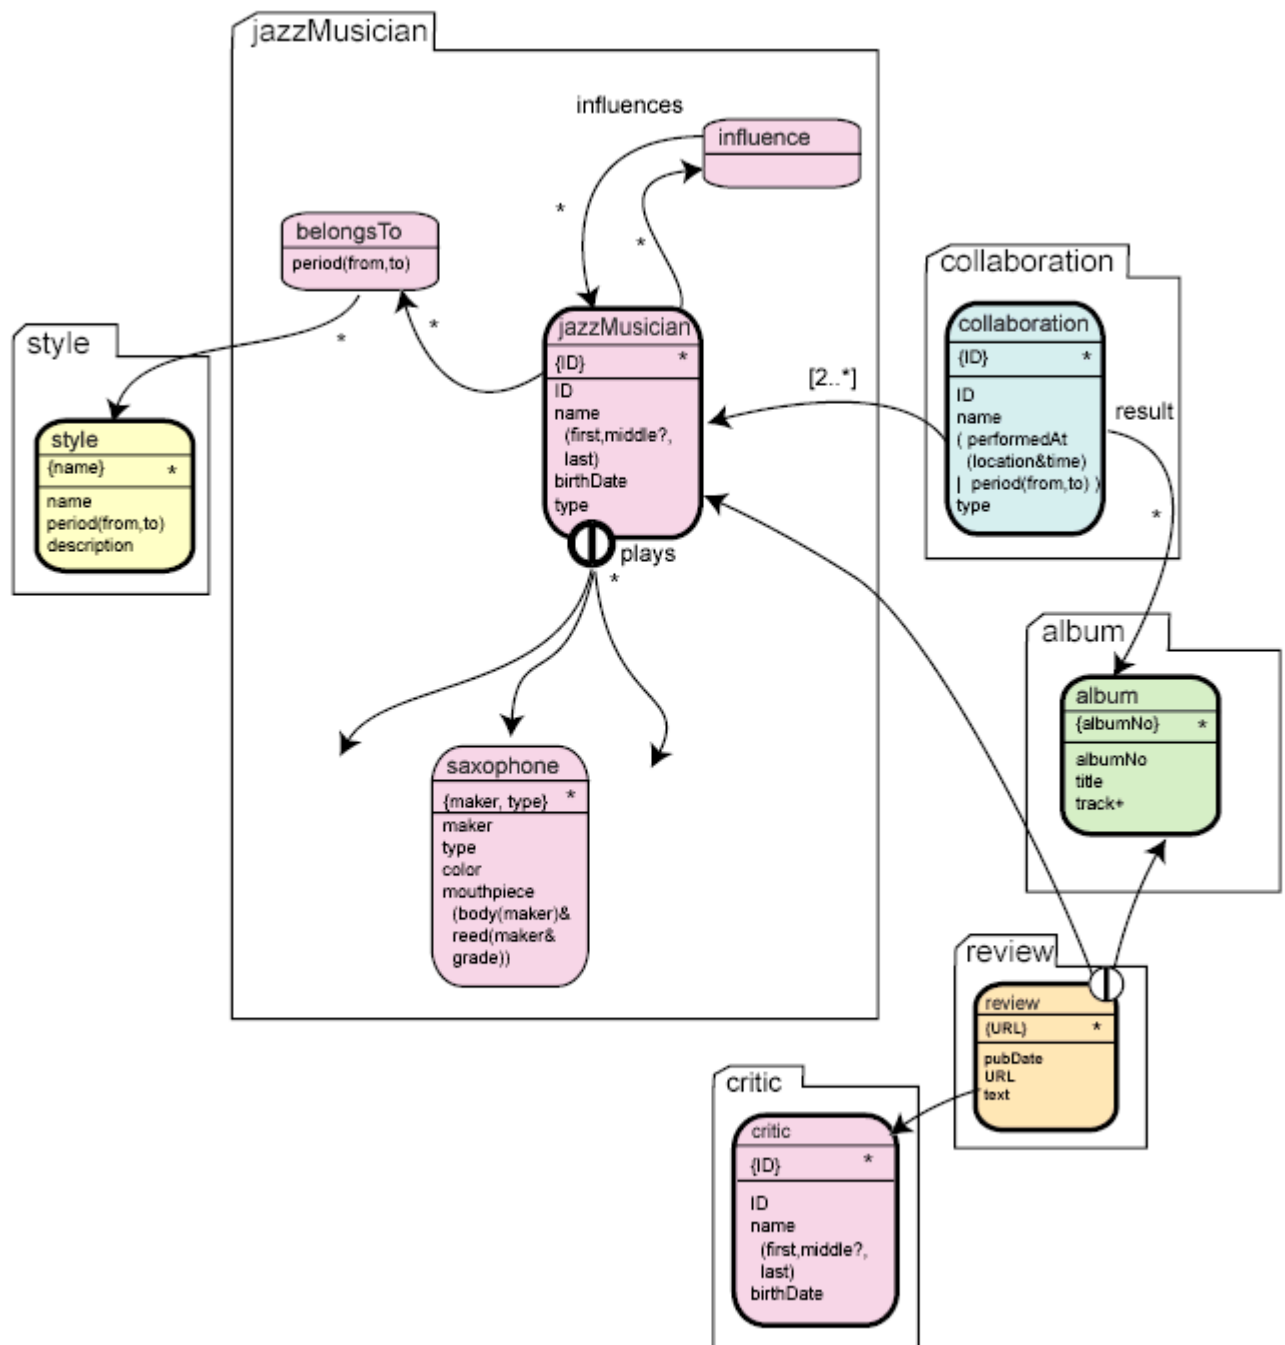 jazzMusician
influences
influence
*
*
belongsTo
period(from,to)
*
*
style
style
{name} *
name
period(from,to)
description
jazzMusician
{ID} *
ID
name
(first,middle?,
last)
birthDate
type
plays
*
[2..*]
collaboration
collaboration
{ID} *
ID
name
( performedAt
(location&time)
| period(from,to) )
type
result
*
album
album
{albumNo} *
albumNo
title
track+
saxophone
{maker, type} *
maker
type
color
mouthpiece
(body(maker)&
reed(maker&
grade))
review
review
{URL} *
pubDate
URL
text
critic
critic
{ID} *
ID
name
(first,middle?,
last)
birthDate